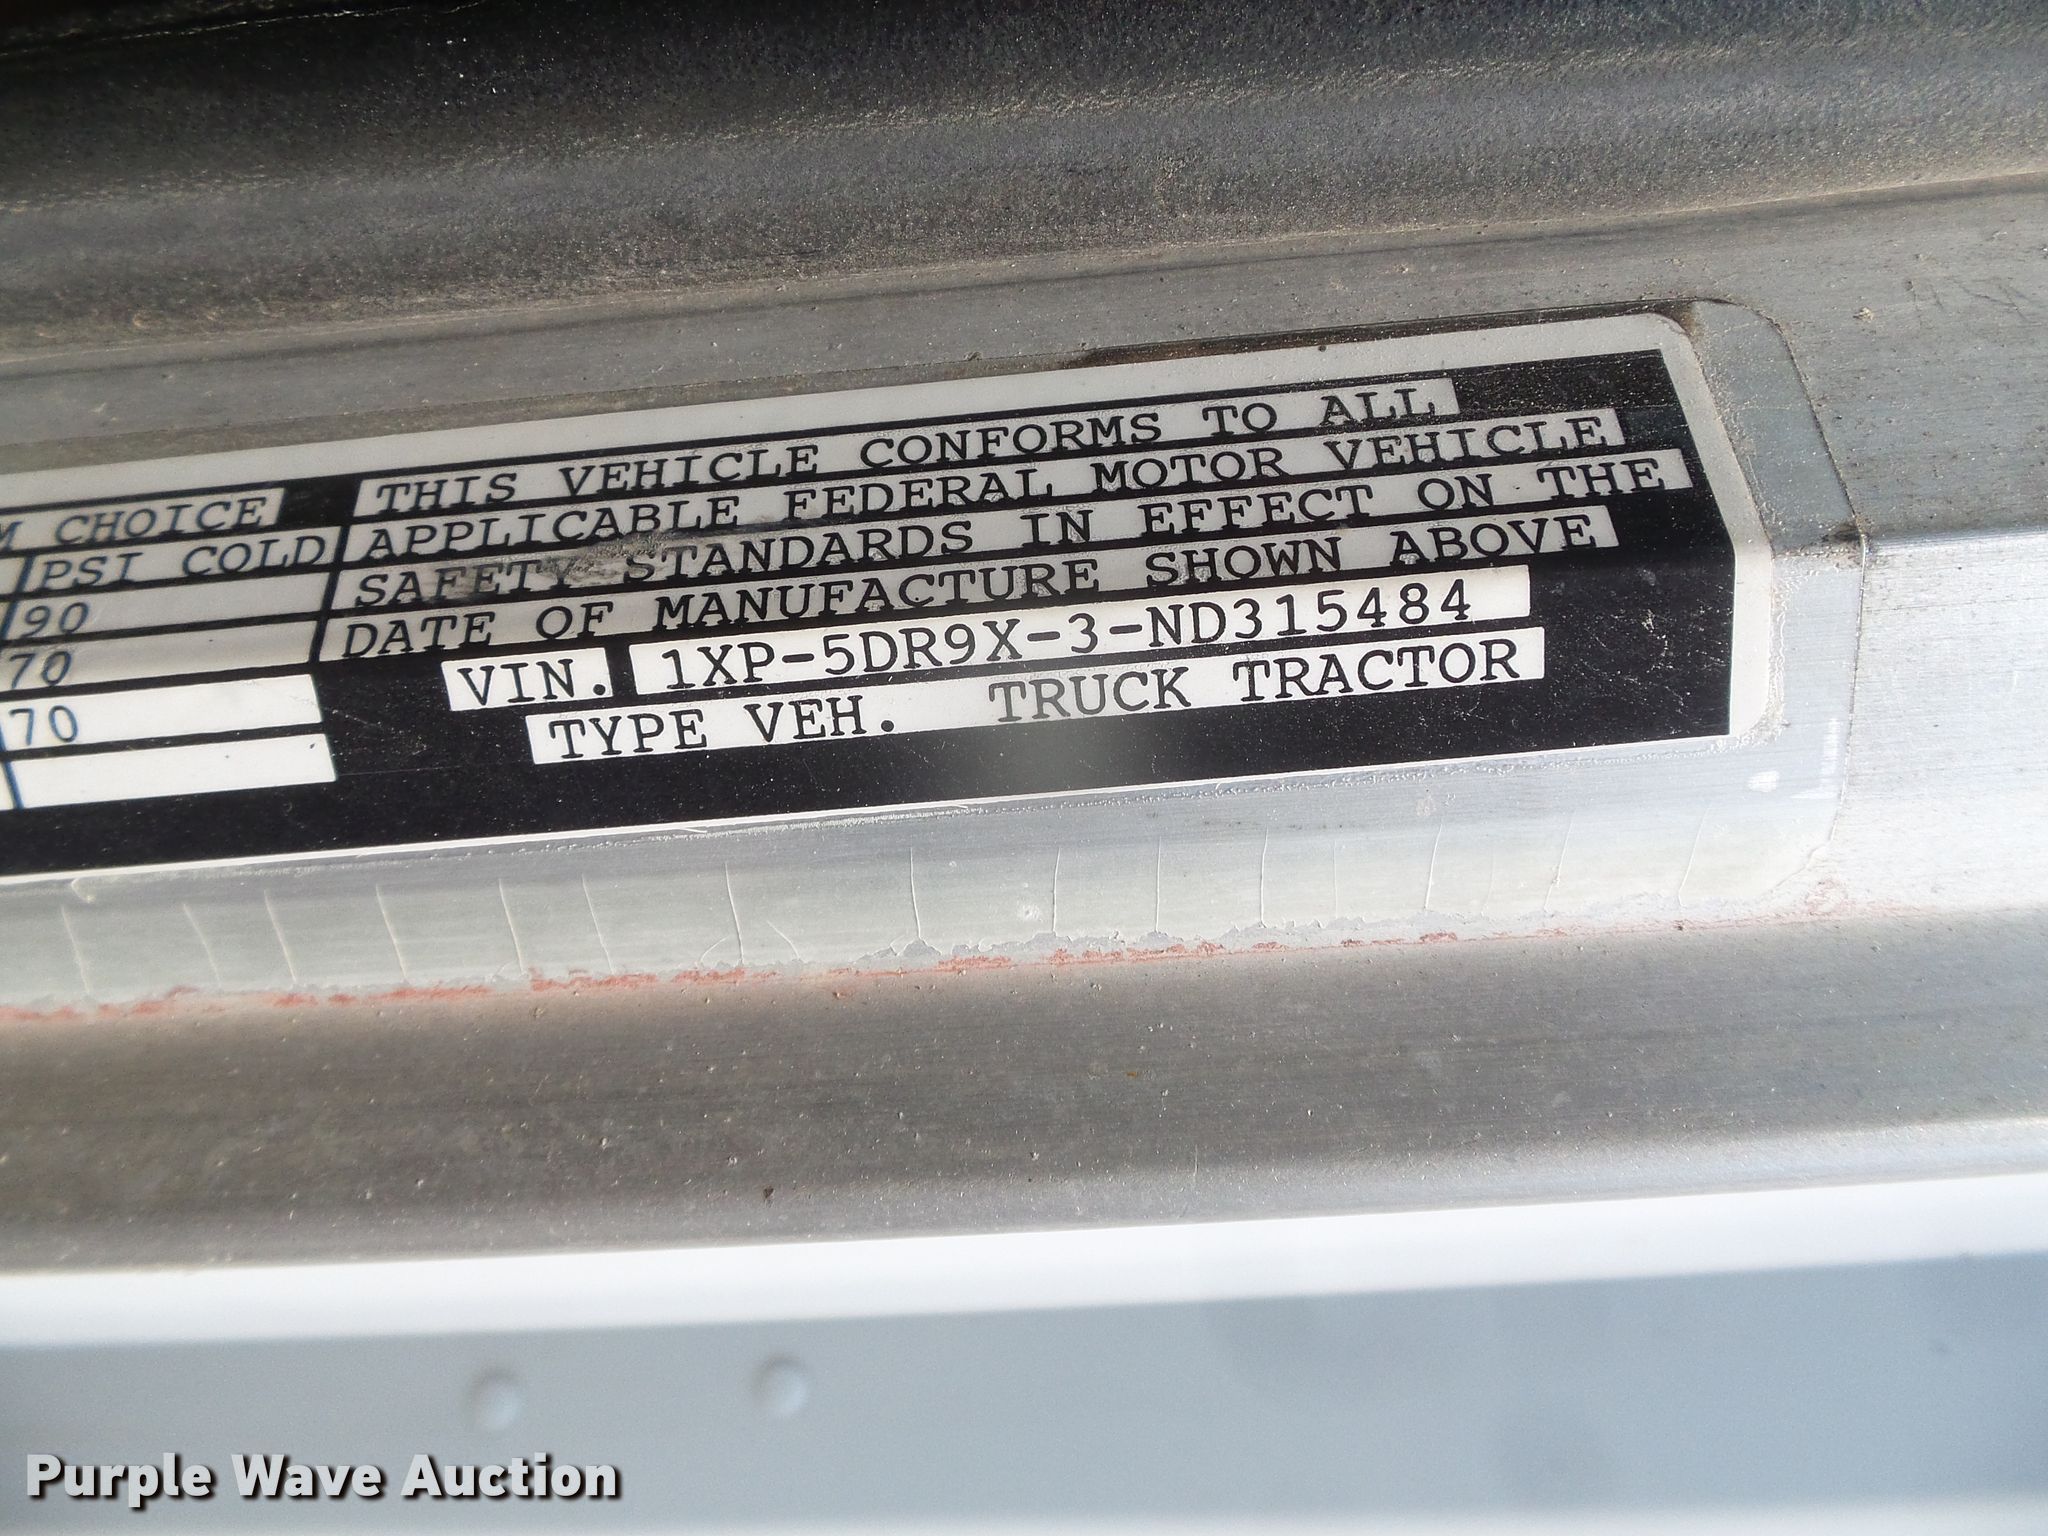 M CHOICE
PSI COLD
90
70
70
THIS VEHICLE CONFORMS TO ALL
APPLICABLE FEDERAL MOTOR VEHICLE
SAFETY STANDARDS IN EFFECT ON THE
DATE OF MANUFACTURE SHOWN ABOVE
VIN. 1XP-5DR9X-3-ND315484
TYPE VEH. TRUCK TRACTOR
Purple Wave Auction